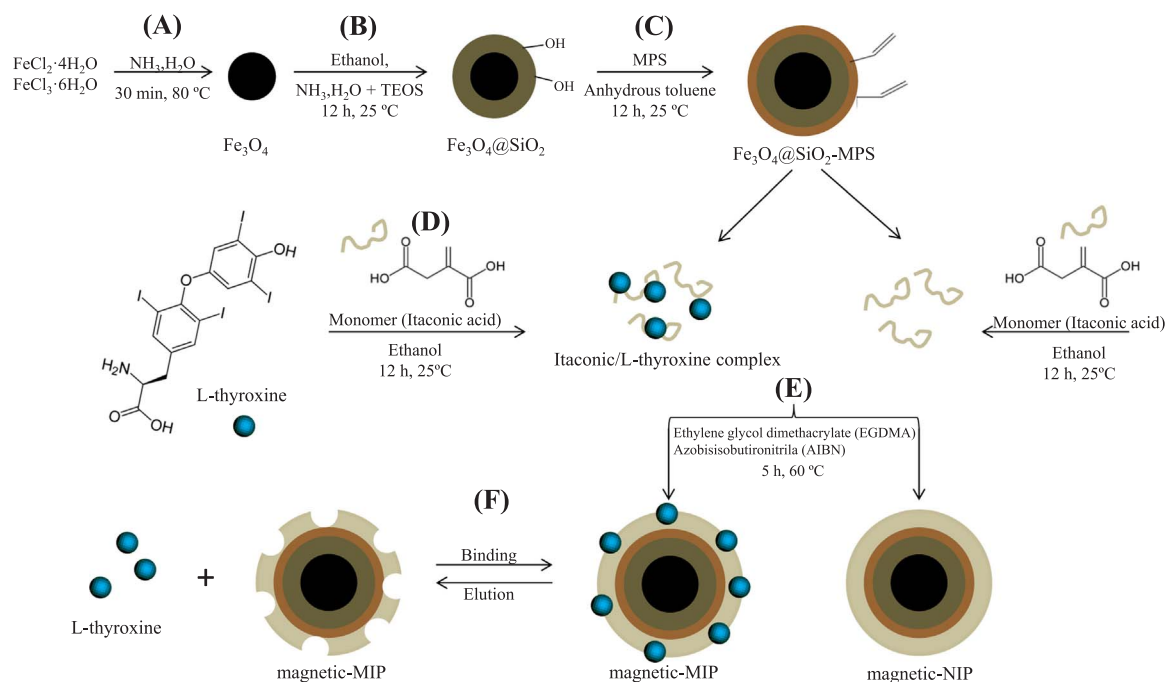 (A)
FeCl₂·4H₂O
FeCl₃·6H₂O
NH₃,H₂O
30 min, 80 ºC
Fe₃O₄
(B)
Ethanol,
NH₃,H₂O + TEOS
12 h, 25 ºC
OH
OH
Fe₃O₄@SiO₂
(C)
MPS
Anhydrous toluene
12 h, 25 ºC
Fe₃O₄@SiO₂-MPS
I
OH
I
O
I
I
H₂N
O
OH
L-thyroxine
(D)
O
HO
OH
O
Monomer (Itaconic acid)
Ethanol
12 h, 25ºC
Itaconic/L-thyroxine complex
O
HO
OH
O
Monomer (Itaconic acid)
Ethanol
12 h, 25ºC
(E)
Ethylene glycol dimethacrylate (EGDMA)
Azobisisobutironitrila (AIBN)
5 h, 60 ºC
L-thyroxine
+
magnetic-MIP
(F)
Binding
Elution
magnetic-MIP
magnetic-NIP